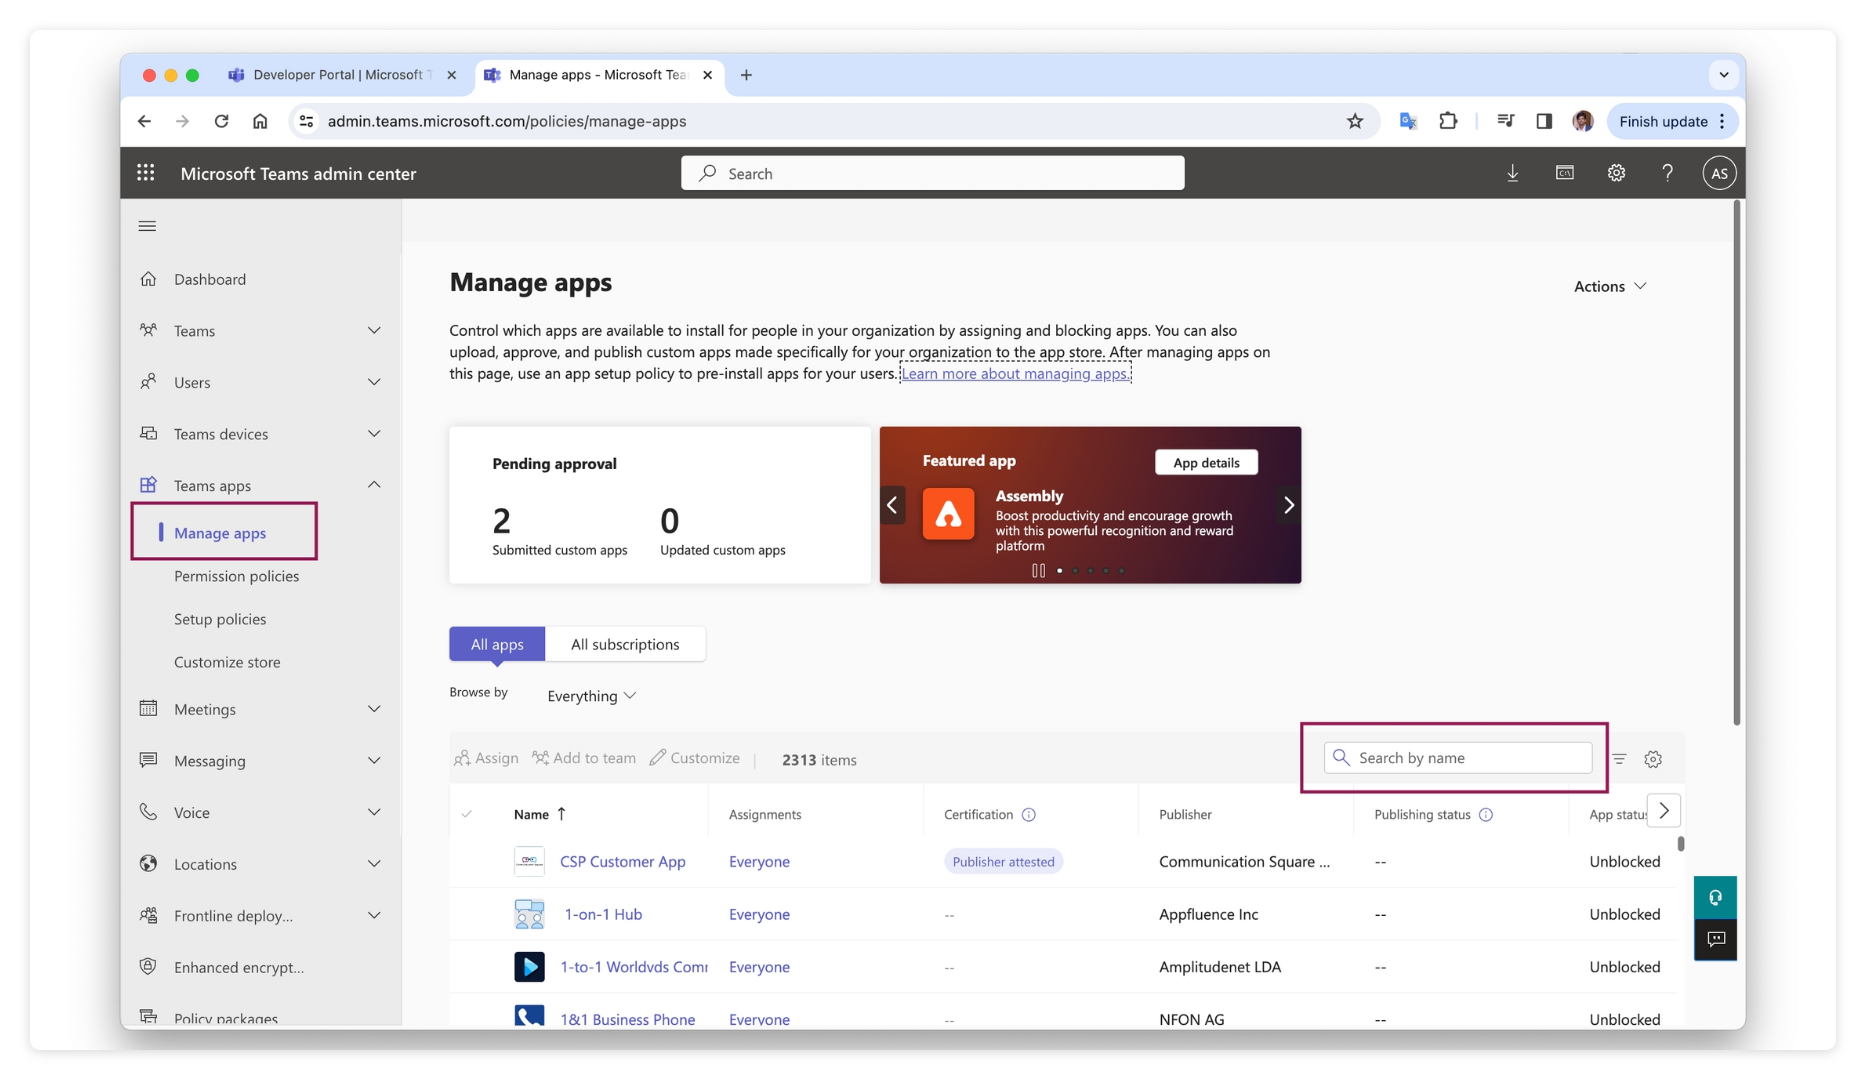 Developer Portal | Microsoft T
Manage apps - Microsoft Tea
admin.teams.microsoft.com/policies/manage-apps
Finish update
Microsoft Teams admin center
Search
AS
Dashboard
Teams
Users
Teams devices
Teams apps
Manage apps
Permission policies
Setup policies
Customize store
Meetings
Messaging
Voice
Locations
Frontline deploy...
Enhanced encrypt...
Policy packages
Manage apps
Actions
Control which apps are available to install for people in your organization by assigning and blocking apps. You can also
upload, approve, and publish custom apps made specifically for your organization to the app store. After managing apps on
this page, use an app setup policy to pre-install apps for your users. Learn more about managing apps.
Pending approval
2
Submitted custom apps
0
Updated custom apps
Featured app
App details
Assembly
Boost productivity and encourage growth
with this powerful recognition and reward
platform
All apps
All subscriptions
Browse by
Everything
Assign
Add to team
Customize
2313 items
Search by name
Name ↑
Assignments
Certification
Publisher
Publishing status
App status
CSP Customer App
Everyone
Publisher attested
Communication Square ...
--
Unblocked
1-on-1 Hub
Everyone
--
Appfluence Inc
--
Unblocked
1-to-1 Worldvds Comm
Everyone
--
Amplitudenet LDA
--
Unblocked
1&1 Business Phone
Everyone
--
NFON AG
--
Unblocked